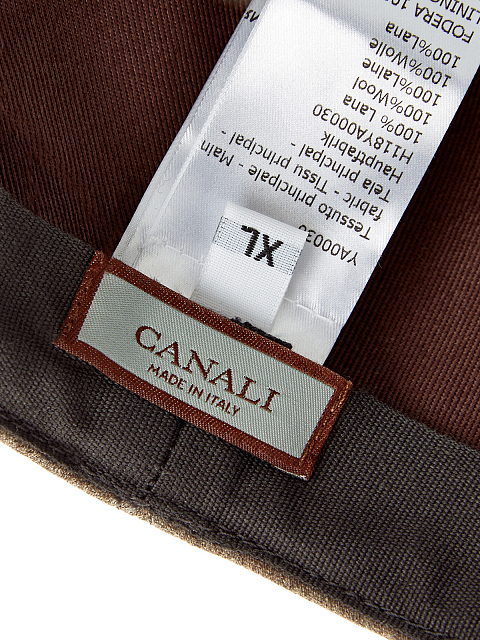 YA00030
Tessuto principale - Main
fabric - Tissu principal -
Tela principal -
Hauptfabrik
H118YA00030
100% Lana
100%Wool
100%Laine
100%Wolle
100%Lana
FODERA
XL
CANALI
MADE IN ITALY